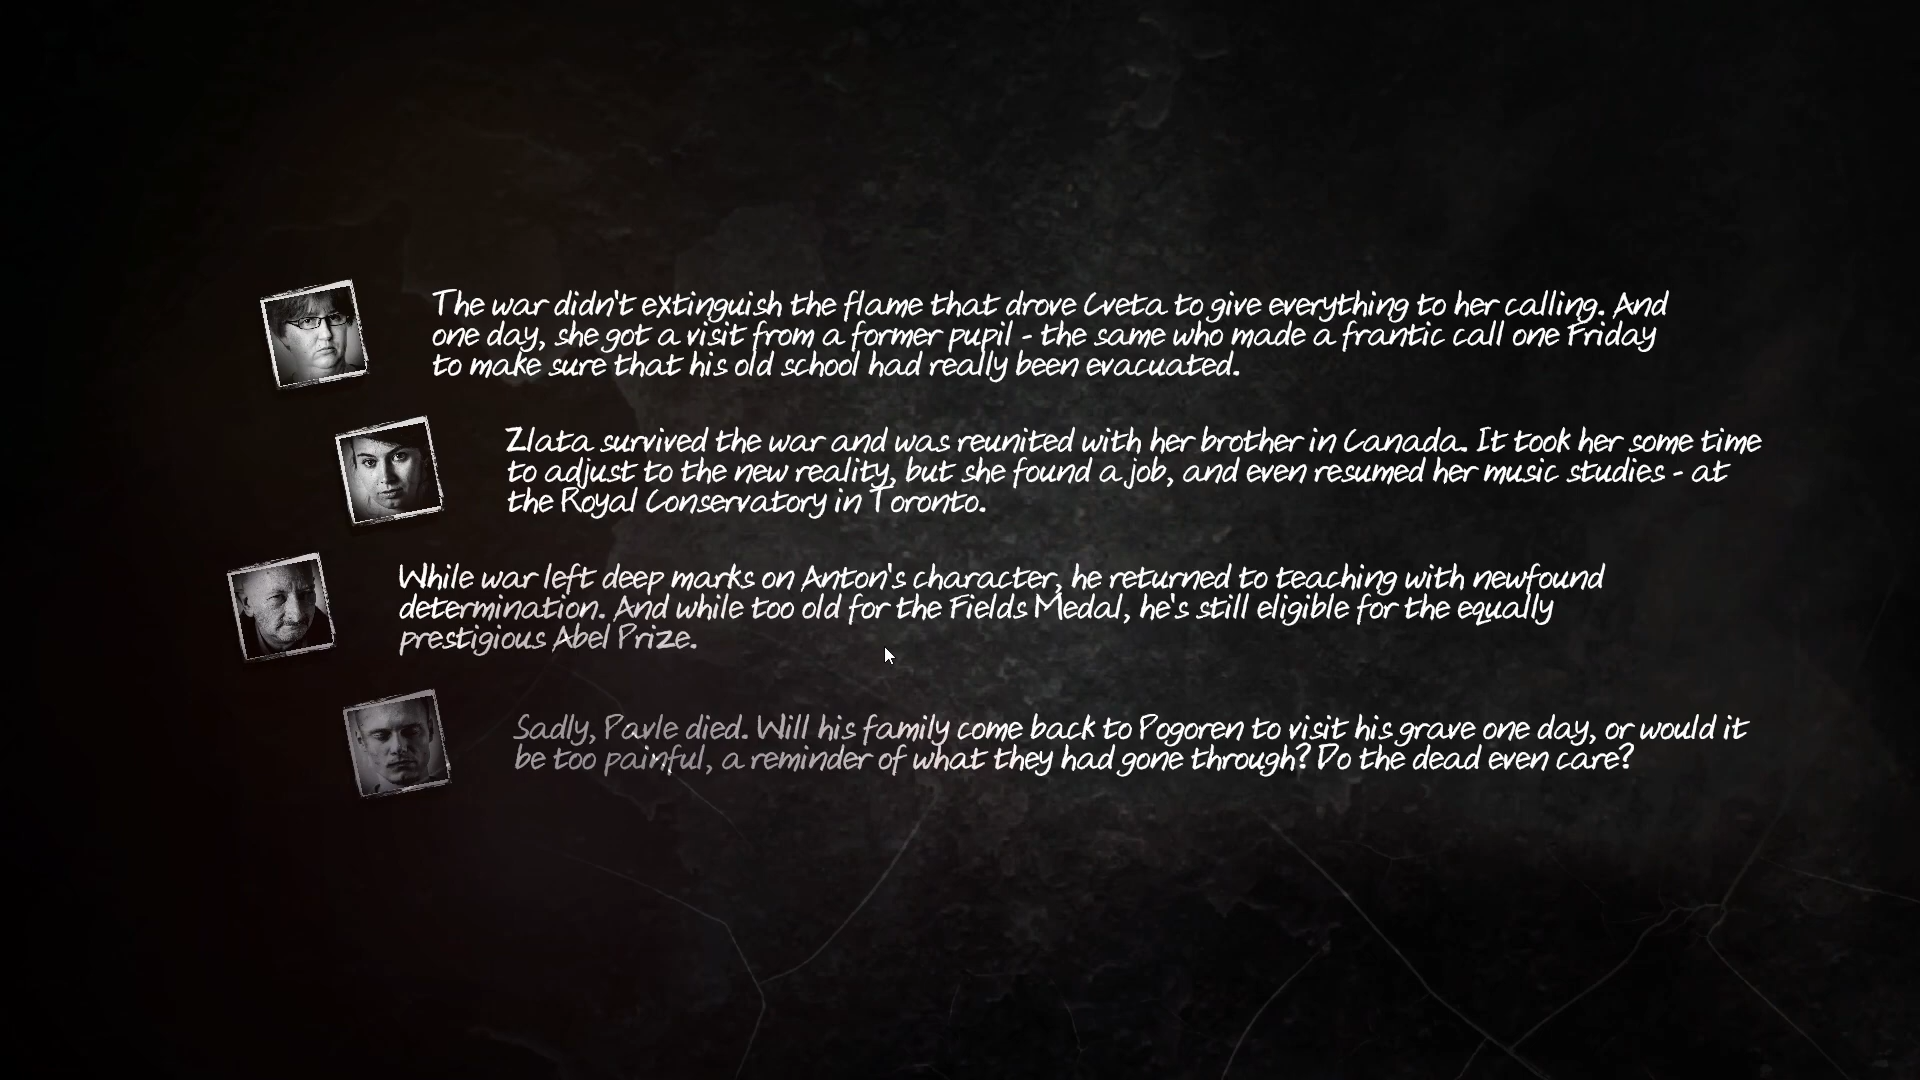 The war didn't extinguish the flame that drove Cveta to give everything to her calling. And
one day, she got a visit from a former pupil - the same who made a frantic call one Friday
to make sure that his old school had really been evacuated.
Zlata survived the war and was reunited with her brother in Canada. It took her some time
to adjust to the new reality, but she found a job, and even resumed her music studies - at
the Royal Conservatory in Toronto.
While war left deep marks on Anton's character, he returned to teaching with newfound
determination. And while too old for the Fields Medal, he's still eligible for the equally
prestigious Abel Prize.
Sadly, Pavle died. Will his family come back to Pogoren to visit his grave one day, or would it
be too painful, a reminder of what they had gone through? Do the dead even care?